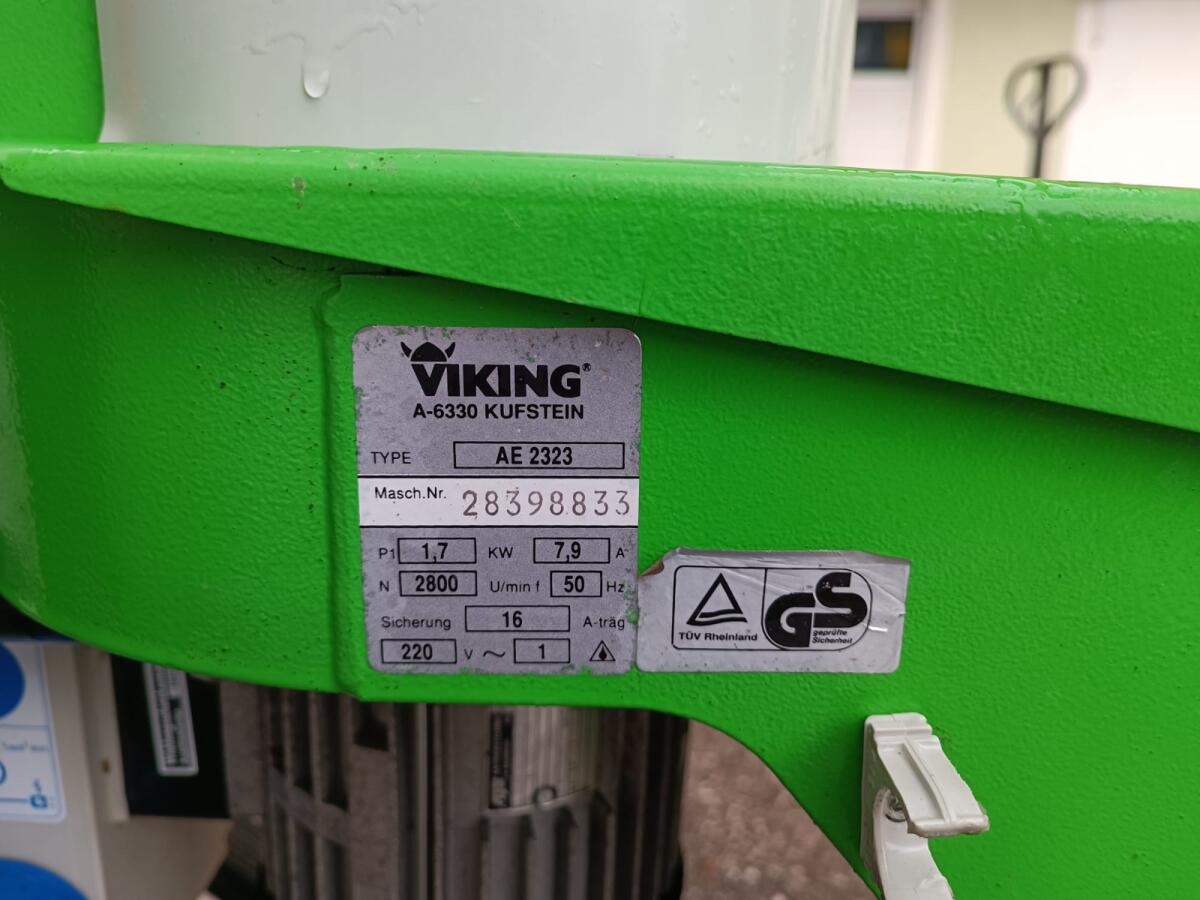 VIKING®
A-6330 KUFSTEIN
TYPE AE 2323
Masch.Nr. 28398833
P1 1,7 KW 7,9 A
N 2800 U/min f 50 Hz
Sicherung 16 A-träg
220 V ~ 1
TÜV Rheinland
GS
geprüfte
Sicherheit